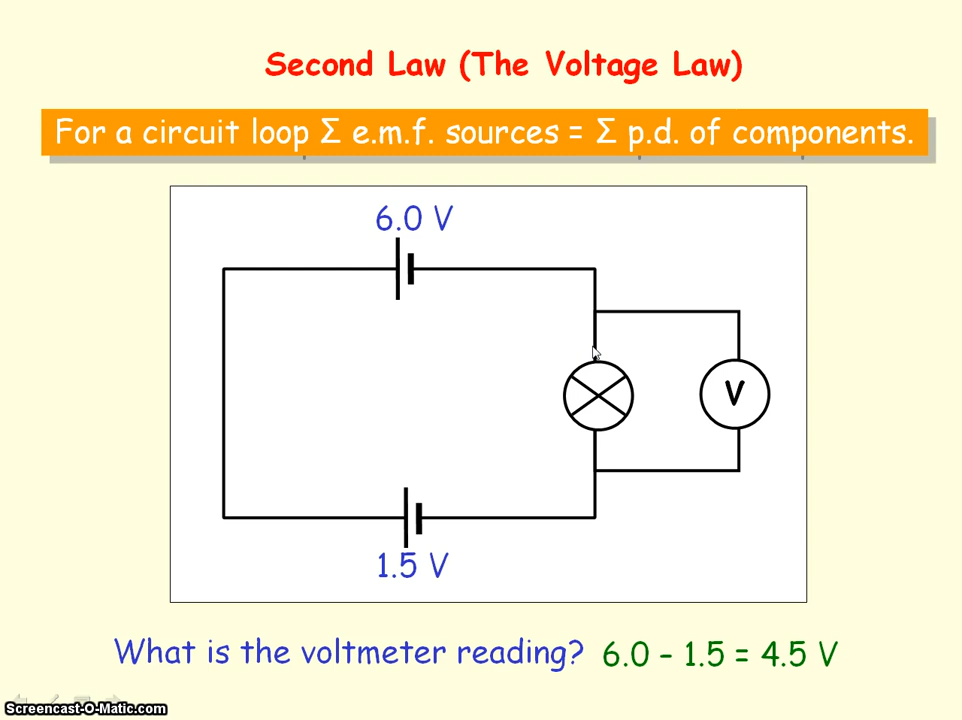 Second Law (The Voltage Law)
For a circuit loop Σ e.m.f. sources = Σ p.d. of components.
6.0 V
V
1.5 V
What is the voltmeter reading? 6.0 – 1.5 = 4.5 V
Screencast-O-Matic.com